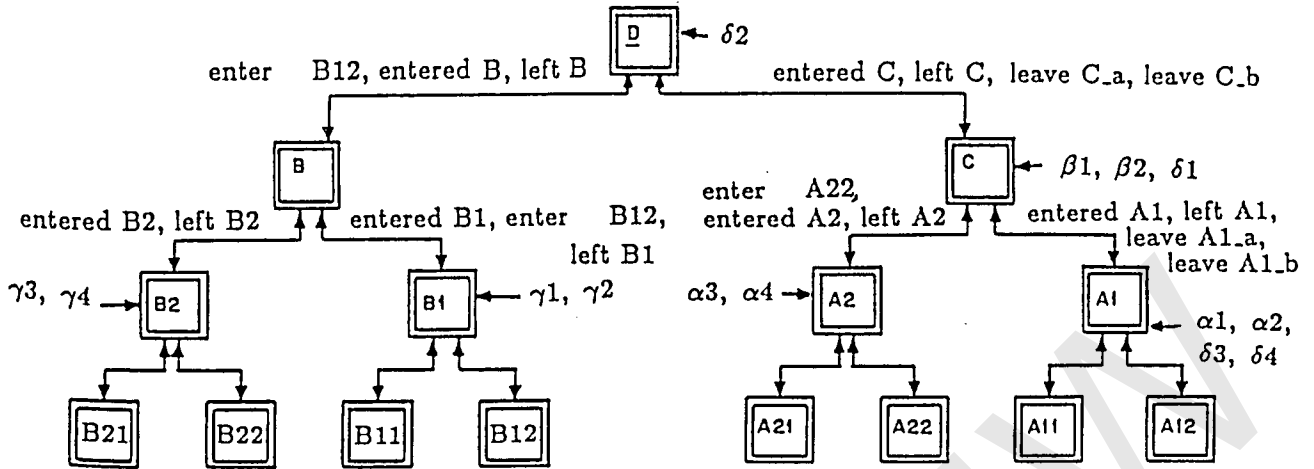 D
δ2
enter B12, entered B, left B
entered C, left C, leave C_a, leave C_b
B
C
β1, β2, δ1
enter A22,
entered A2, left A2
entered B2, left B2
entered B1, enter B12,
left B1
entered A1, left A1,
leave A1_a,
leave A1_b
γ3, γ4
B2
B1
γ1, γ2
α3, α4
A2
A1
α1, α2,
δ3, δ4
B21
B22
B11
B12
A21
A22
A11
A12